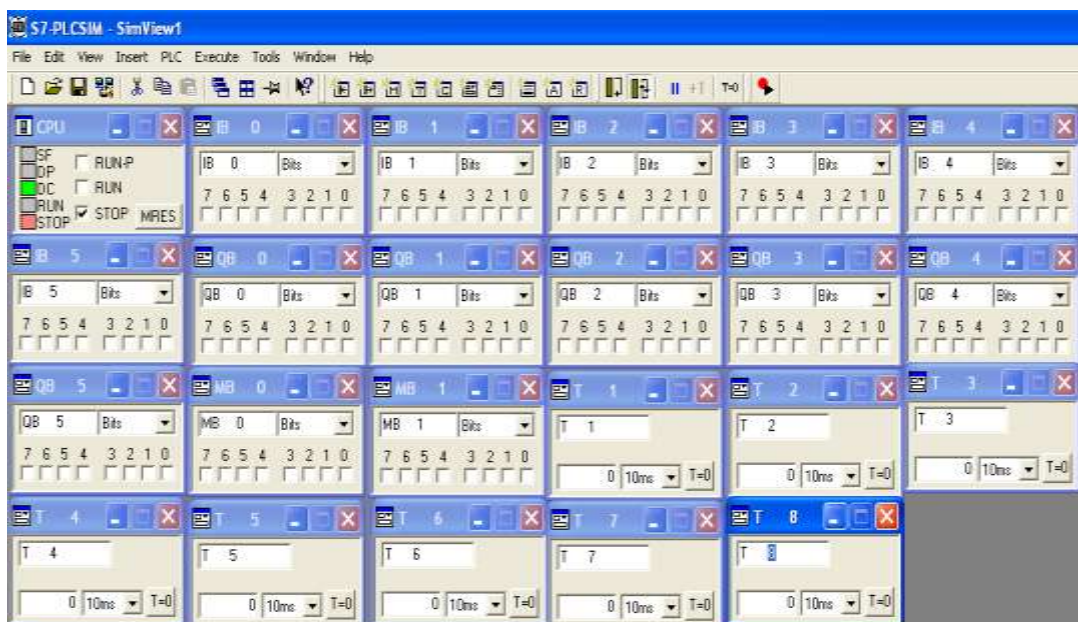 S7-PLCSIM - SimView1
File Edit View Insert PLC Execute Tools Window Help
T=0
CPU IB 0 IB 1 IB 2 IB 3 IB 4
SF
DP
DC
RUN
STOP
RUN-P
RUN
STOP MRES
IB 0 Bits IB 1 Bits IB 2 Bits IB 3 Bits IB 4 Bits
7 6 5 4 3 2 1 0 7 6 5 4 3 2 1 0 7 6 5 4 3 2 1 0 7 6 5 4 3 2 1 0 7 6 5 4 3 2 1 0
IB 5 QB 0 QB 1 QB 2 QB 3 QB 4
IB 5 Bits QB 0 Bits QB 1 Bits QB 2 Bits QB 3 Bits QB 4 Bits
7 6 5 4 3 2 1 0 7 6 5 4 3 2 1 0 7 6 5 4 3 2 1 0 7 6 5 4 3 2 1 0 7 6 5 4 3 2 1 0 7 6 5 4 3 2 1 0
QB 5 MB 0 MB 1 T 1 T 2 T 3
QB 5 Bits MB 0 Bits MB 1 Bits T 1 T 2 T 3
7 6 5 4 3 2 1 0 7 6 5 4 3 2 1 0 7 6 5 4 3 2 1 0 0 10ms T=0 0 10ms T=0 0 10ms T=0
T 4 T 5 T 6 T 7 T 8
T 4 T 5 T 6 T 7 T 8
0 10ms T=0 0 10ms T=0 0 10ms T=0 0 10ms T=0 0 10ms T=0